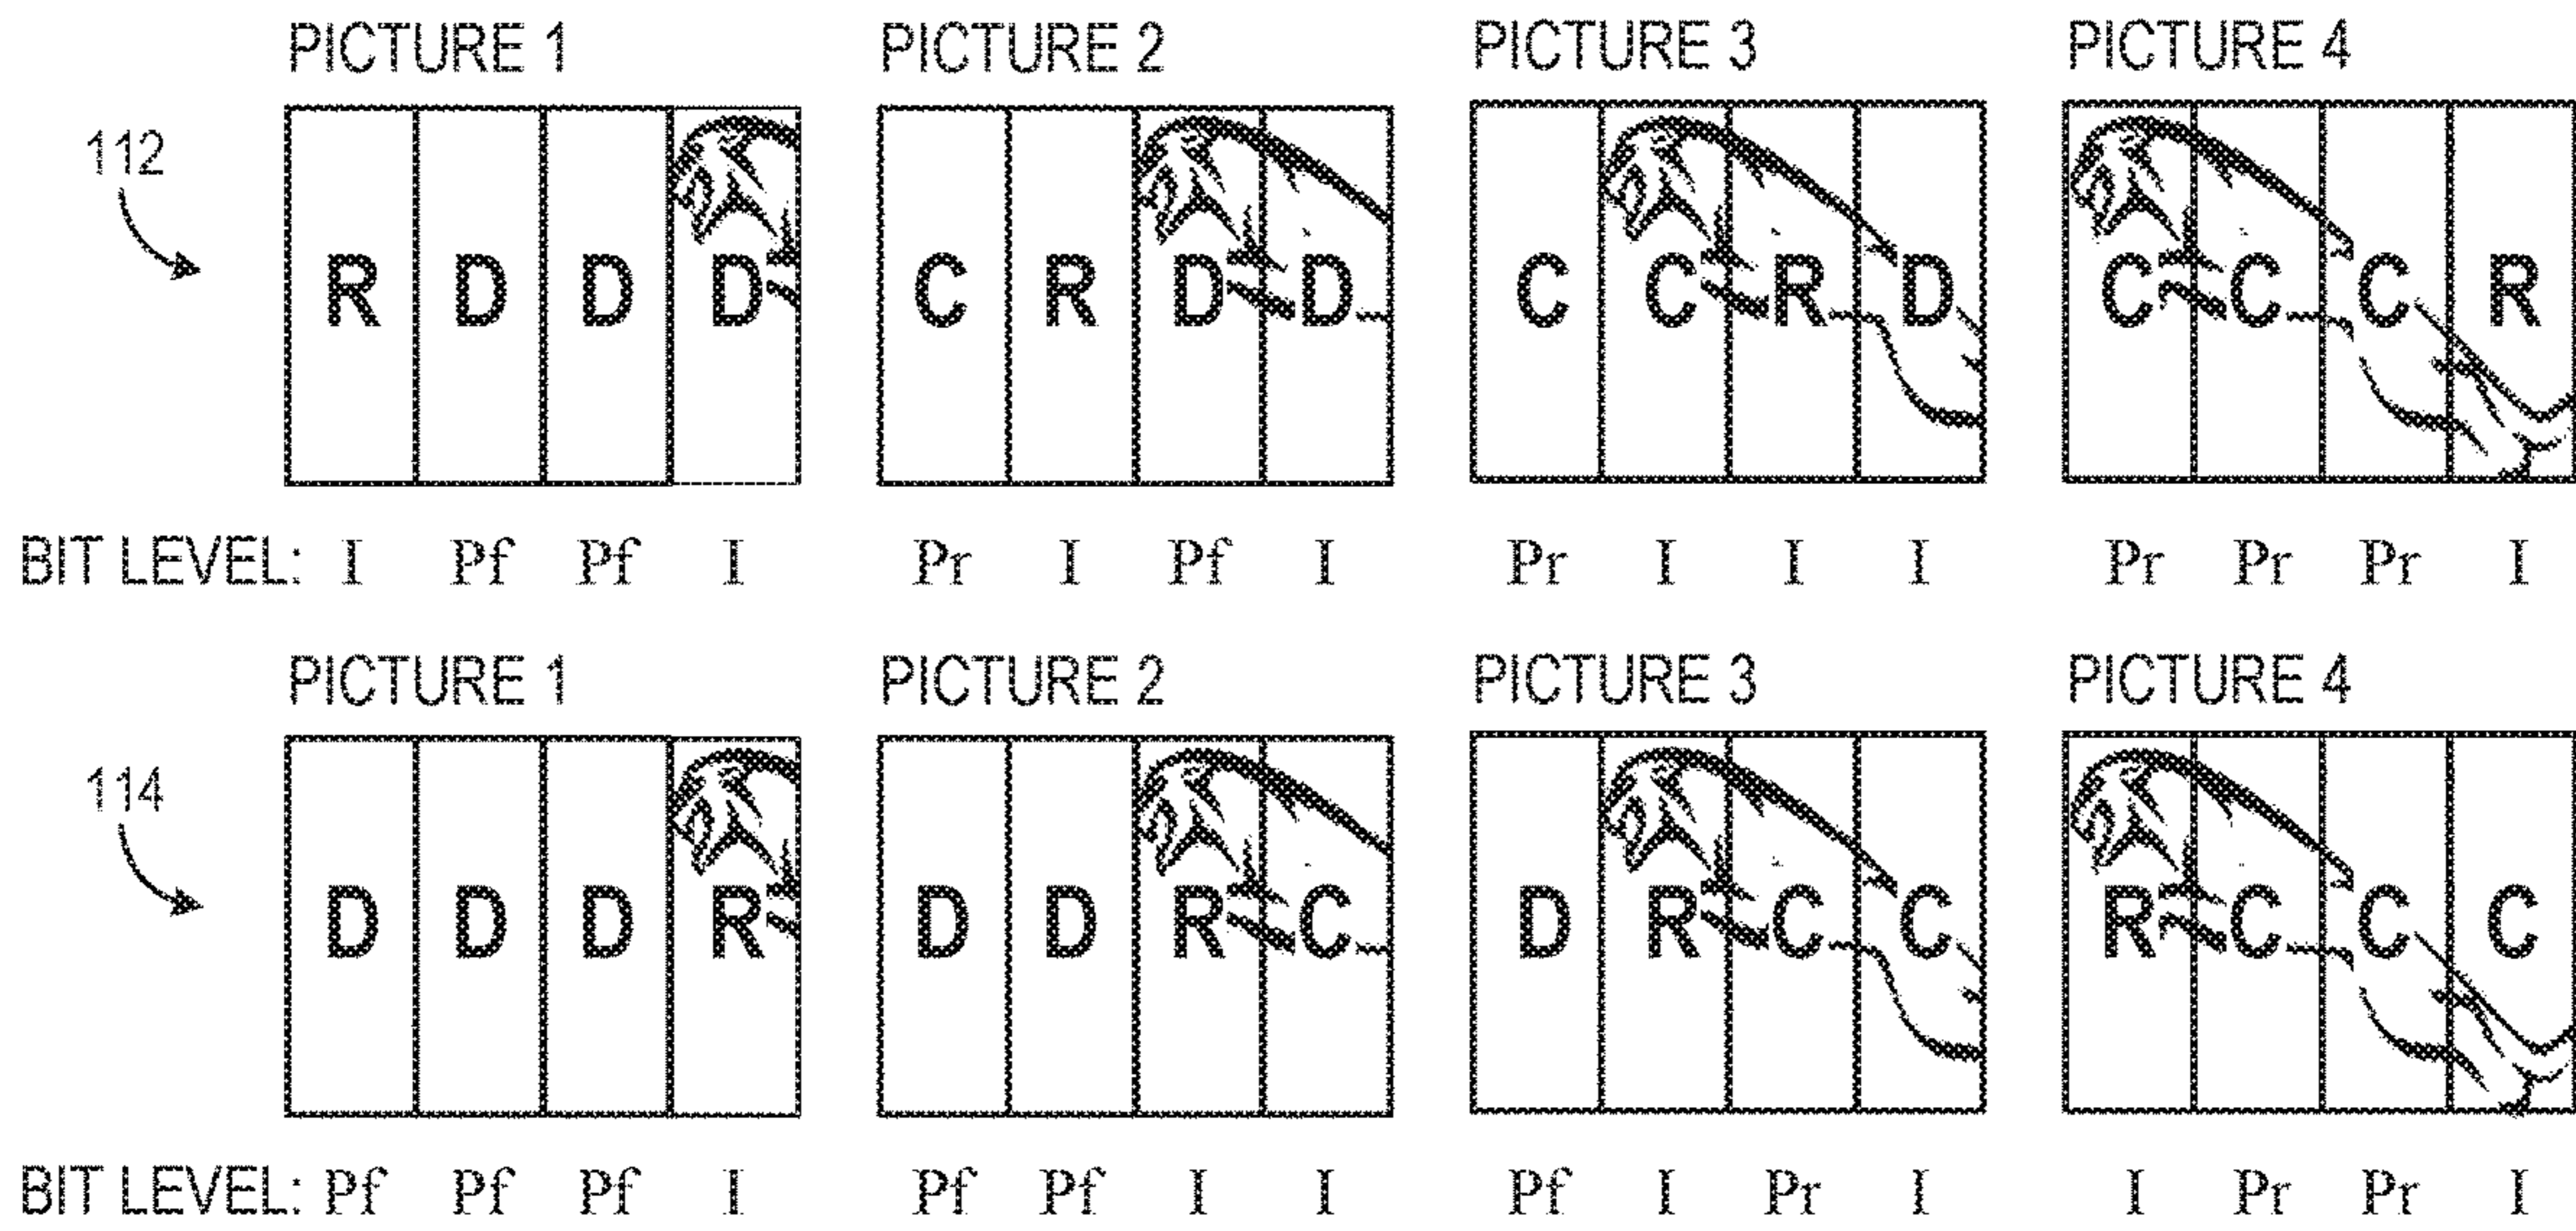 PICTURE 1 PICTURE 2 PICTURE 3 PICTURE 4
112
R D D D C R D D C C R D C C C R
BIT LEVEL: I Pf Pf I Pr I Pf I Pr I I I Pr Pr Pr I
PICTURE 1 PICTURE 2 PICTURE 3 PICTURE 4
114
D D D R D D R C D R C C R C C C
BIT LEVEL: Pf Pf Pf I Pf Pf I I Pf I Pr I I Pr Pr I